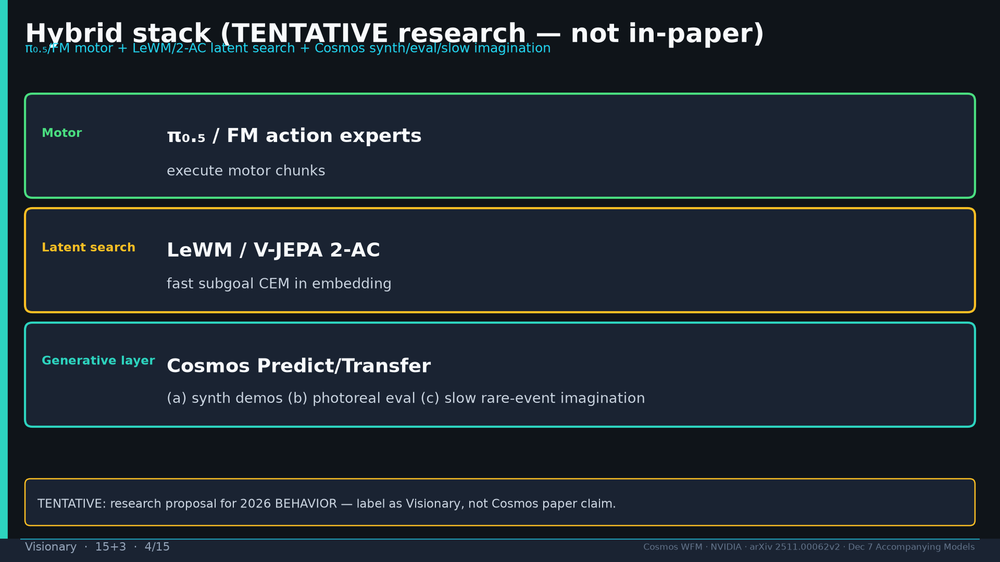 Hybrid stack (TENTATIVE research — not in-paper)
π₀.₅/FM motor + LeWM/2-AC latent search + Cosmos synth/eval/slow imagination
Motor
π₀.₅ / FM action experts
execute motor chunks
Latent search
LeWM / V-JEPA 2-AC
fast subgoal CEM in embedding
Generative layer
Cosmos Predict/Transfer
(a) synth demos (b) photoreal eval (c) slow rare-event imagination
TENTATIVE: research proposal for 2026 BEHAVIOR — label as Visionary, not Cosmos paper claim.
Visionary · 15+3 · 4/15
Cosmos WFM · NVIDIA · arXiv 2511.00062v2 · Dec 7 Accompanying Models